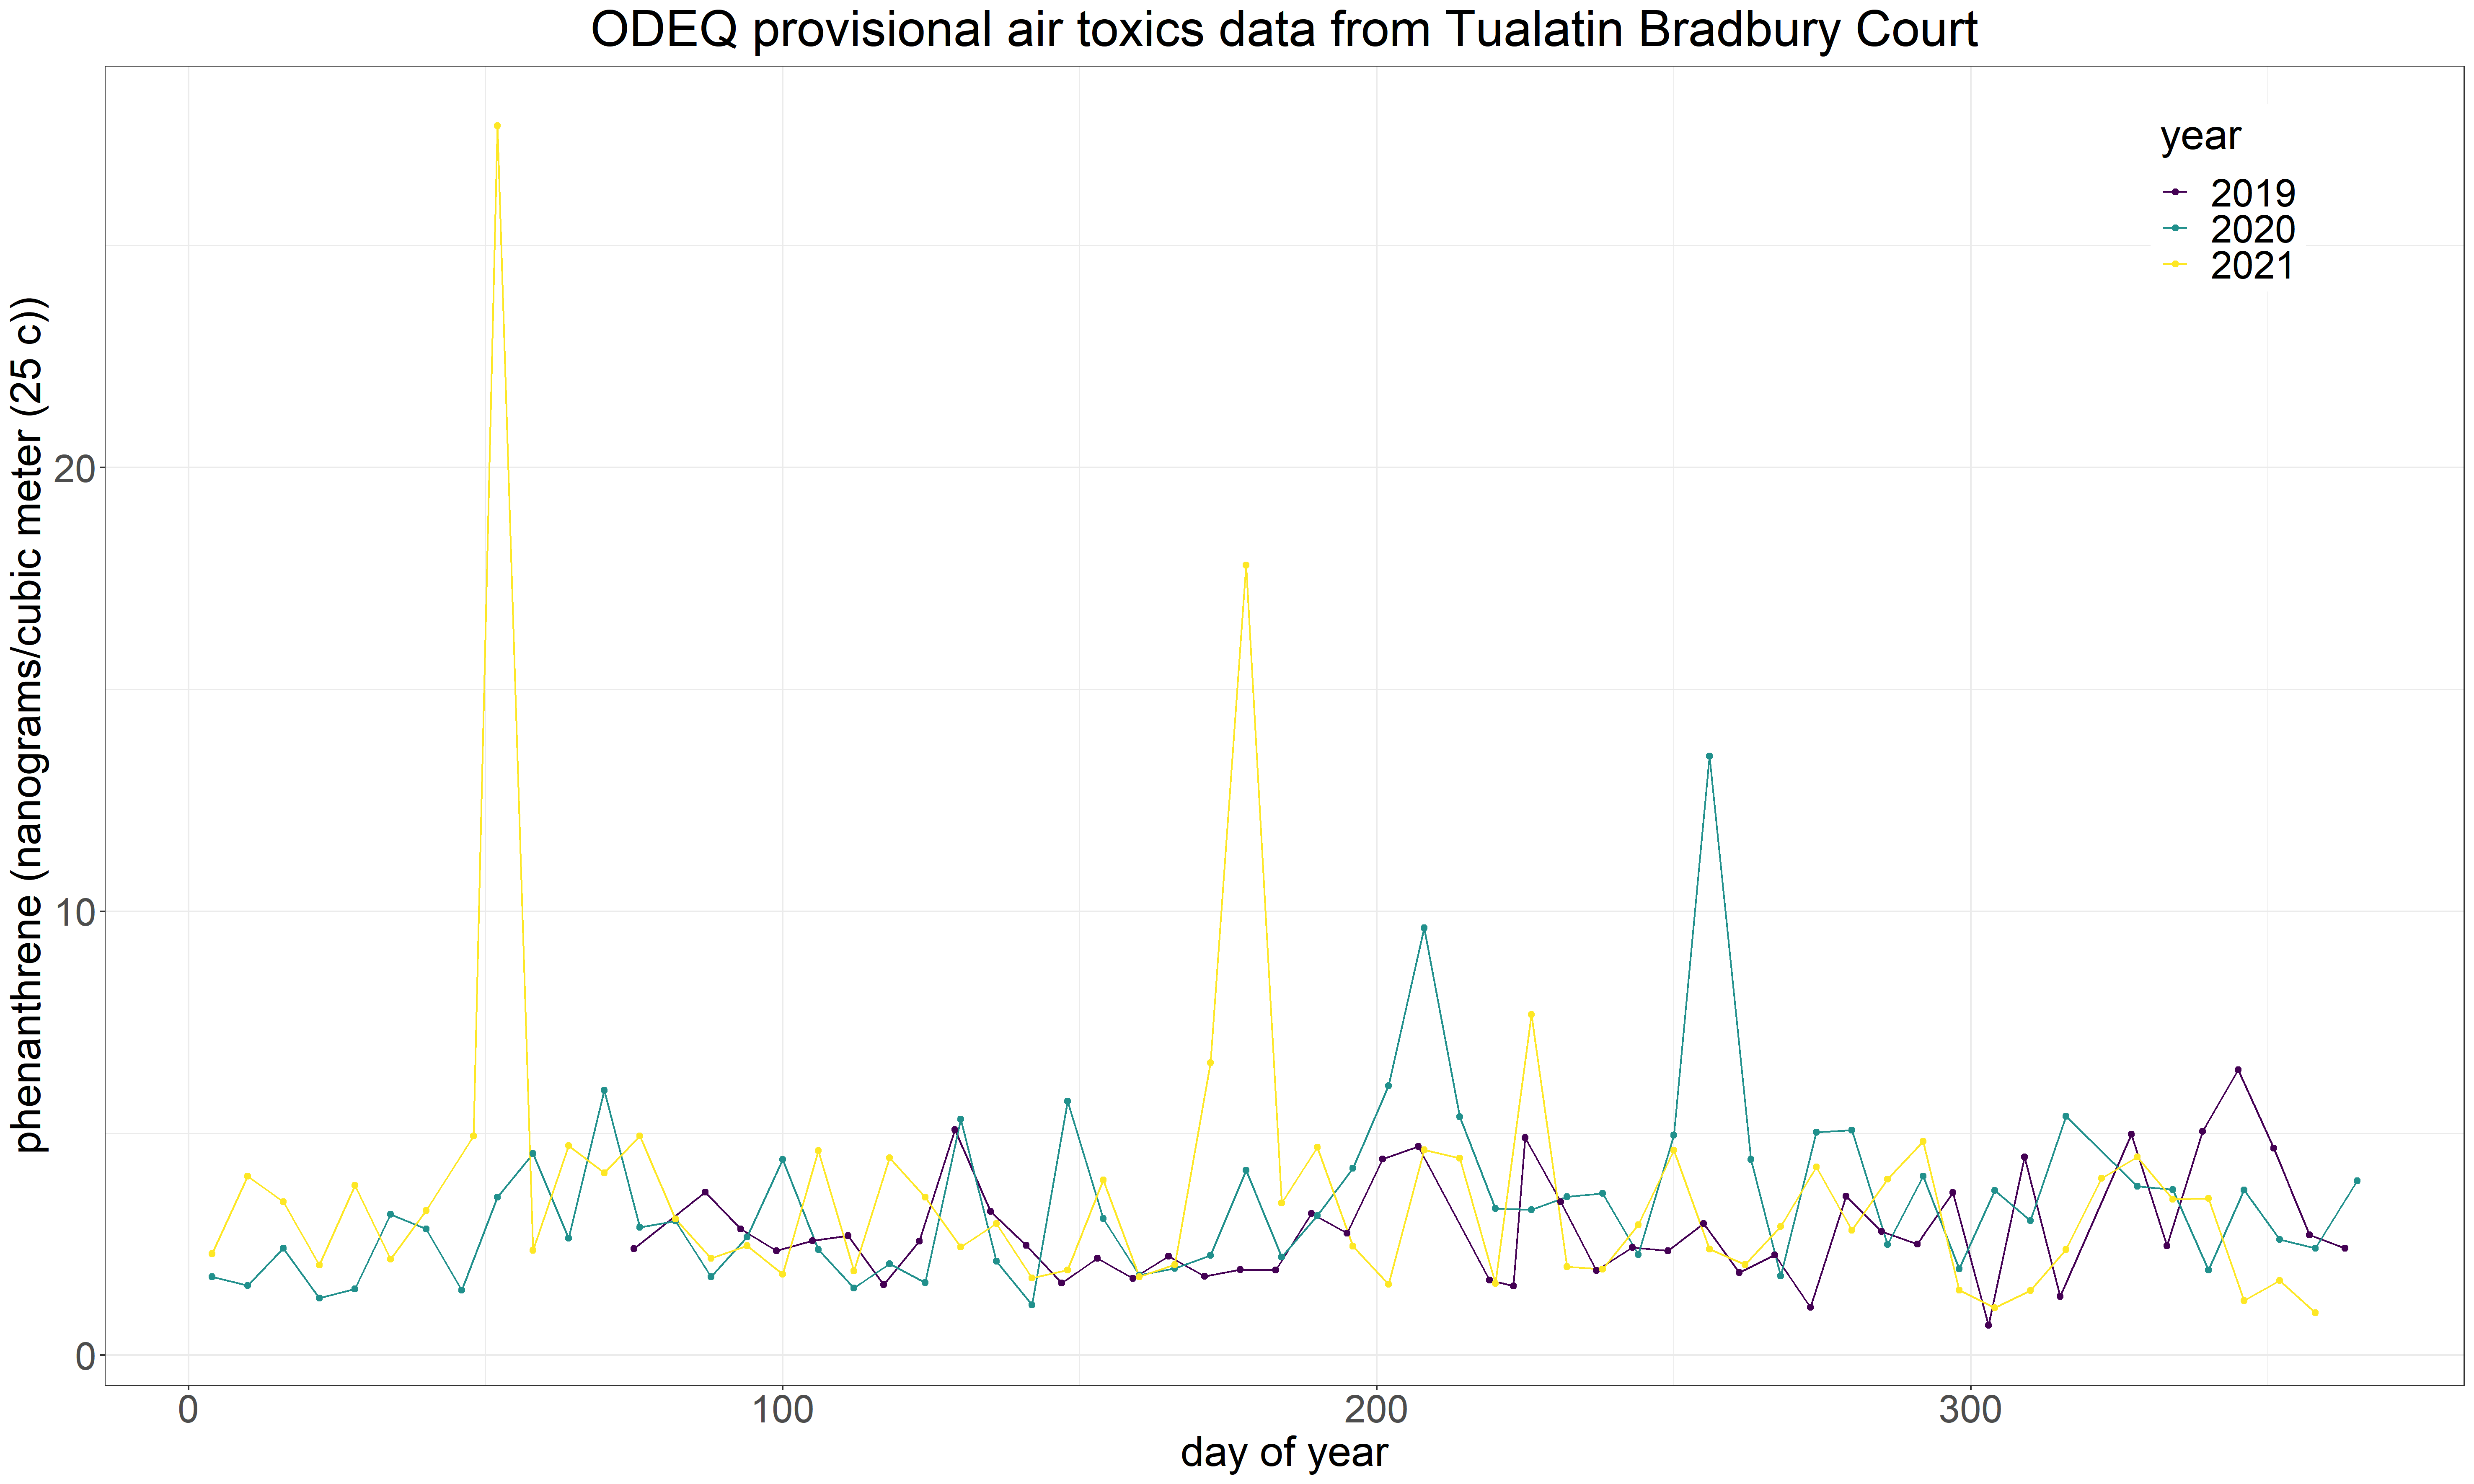 ODEQ provisional air toxics data from Tualatin Bradbury Court
phenanthrene (nanograms/cubic meter (25 c))
year
2019
2020
2021
20
10
0
0 100 200 300
day of year